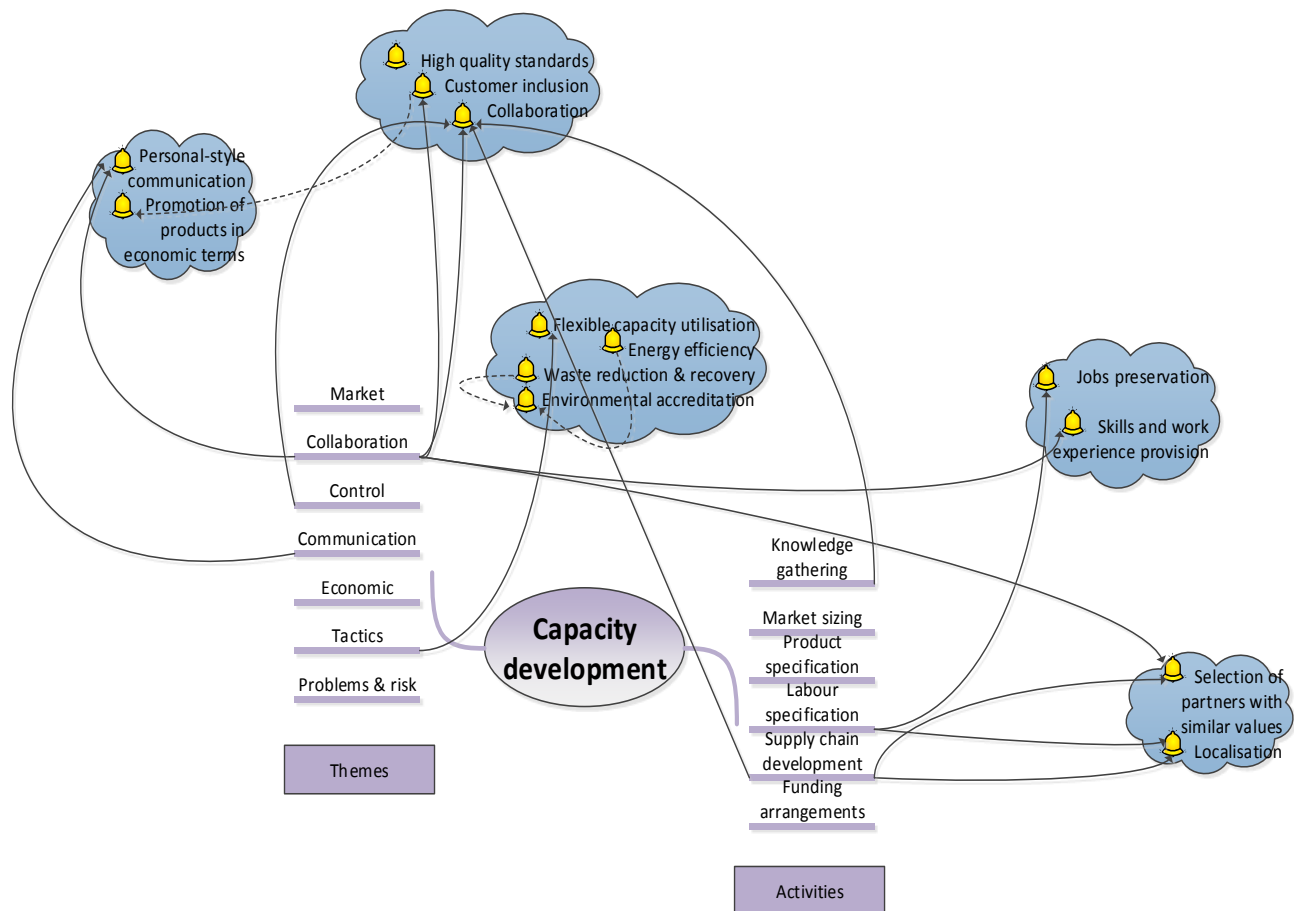 High quality standards
Customer inclusion
Collaboration
Personal-style
communication
Promotion of
products in
economic terms
Flexible capacity utilisation
Energy efficiency
Waste reduction & recovery
Environmental accreditation
Jobs preservation
Skills and work
experience provision
Market
Collaboration
Control
Communication
Economic
Tactics
Problems & risk
Themes
Capacity
development
Knowledge
gathering
Market sizing
Product
specification
Labour
specification
Supply chain
development
Funding
arrangements
Activities
Selection of
partners with
similar values
Localisation